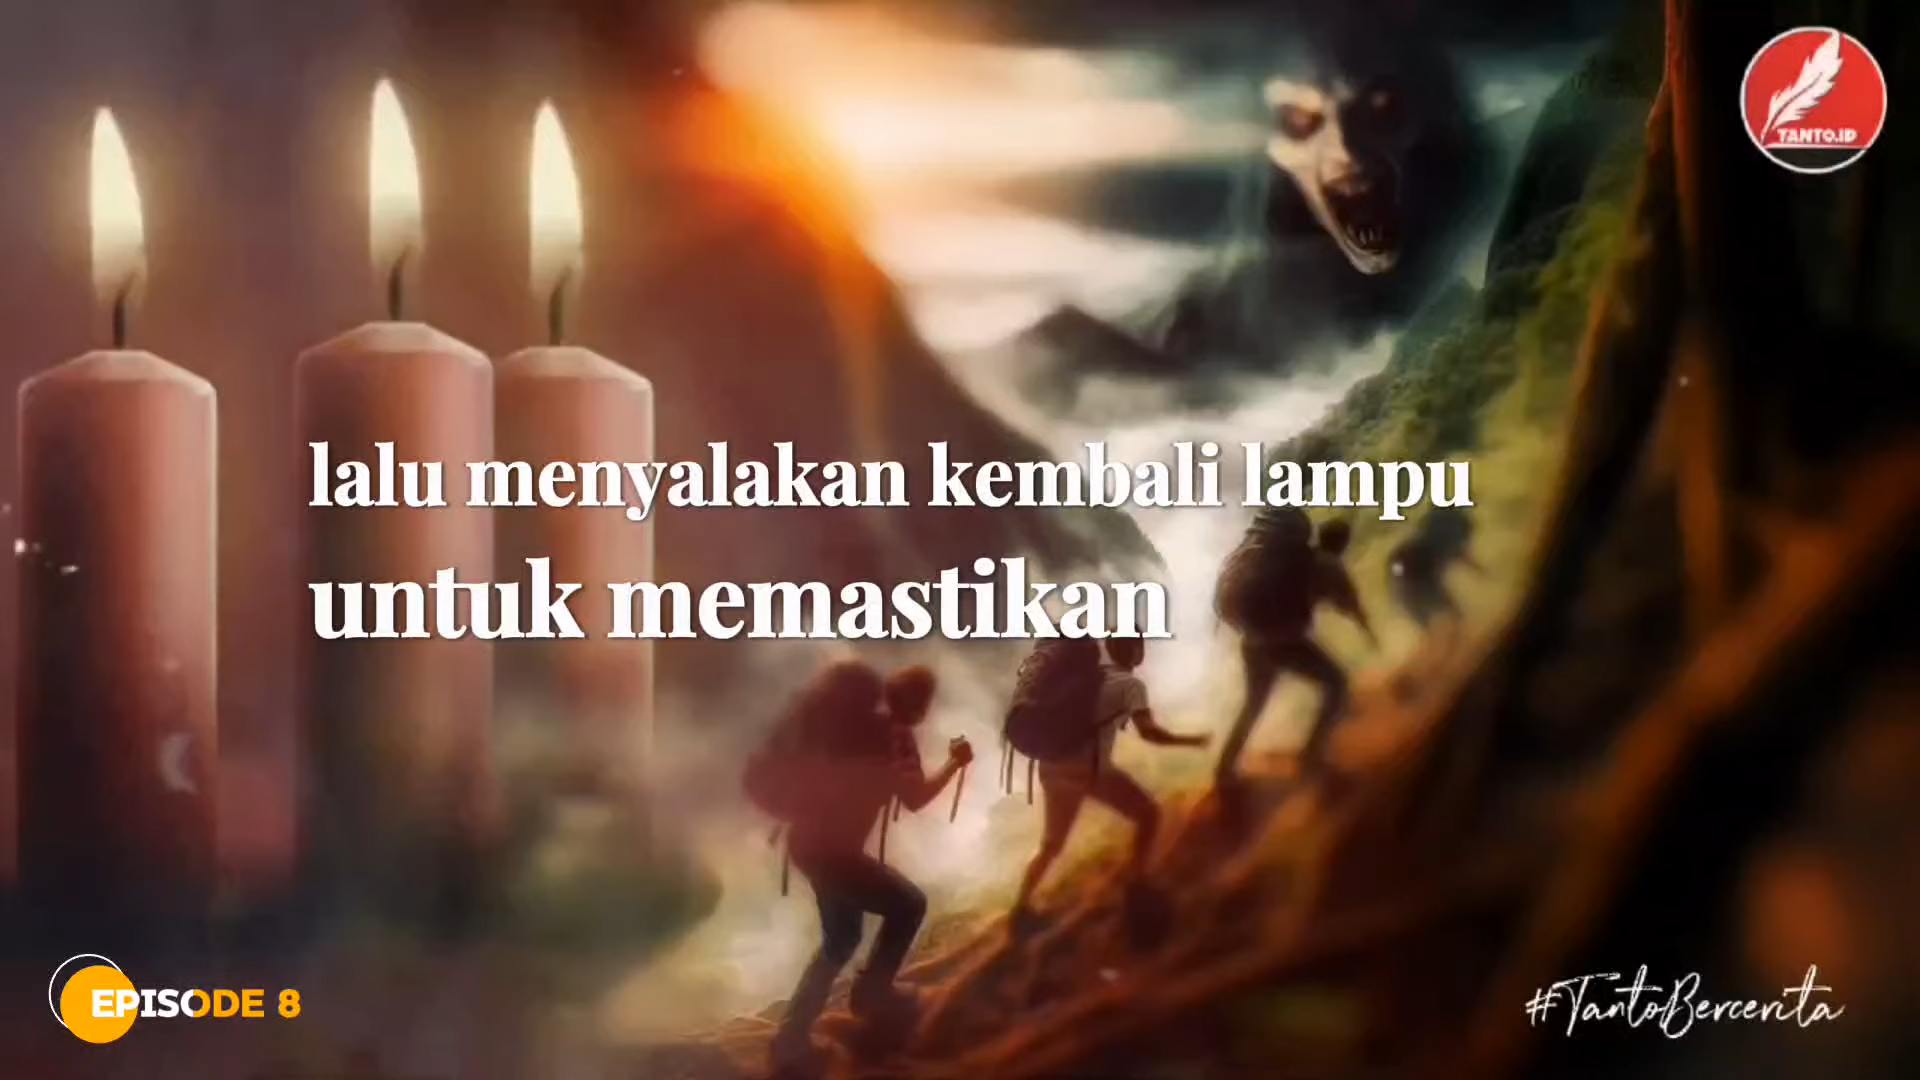 TANTO.ID
lalu menyalakan kembali lampu
untuk memastikan
EPISODE 8
#TantoBercerita